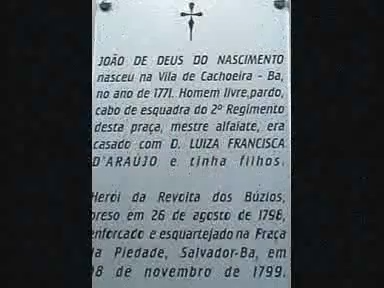 JOÃO DE DEUS DO NASCIMENTO
nasceu na Vila de Cachoeira - Ba,
no ano de 1771. Homem livre, pardo,
cabo de esquadra do 2º Regimento
desta praça, mestre alfaiate, era
casado com D. LUIZA FRANCISCA
D'ARAÚJO e tinha filhos.
Herói da Revolta dos Búzios,
preso em 26 de agosto de 1798,
enforcado e esquartejado na Praça
da Piedade, Salvador-Ba, em
08 de novembro de 1799.